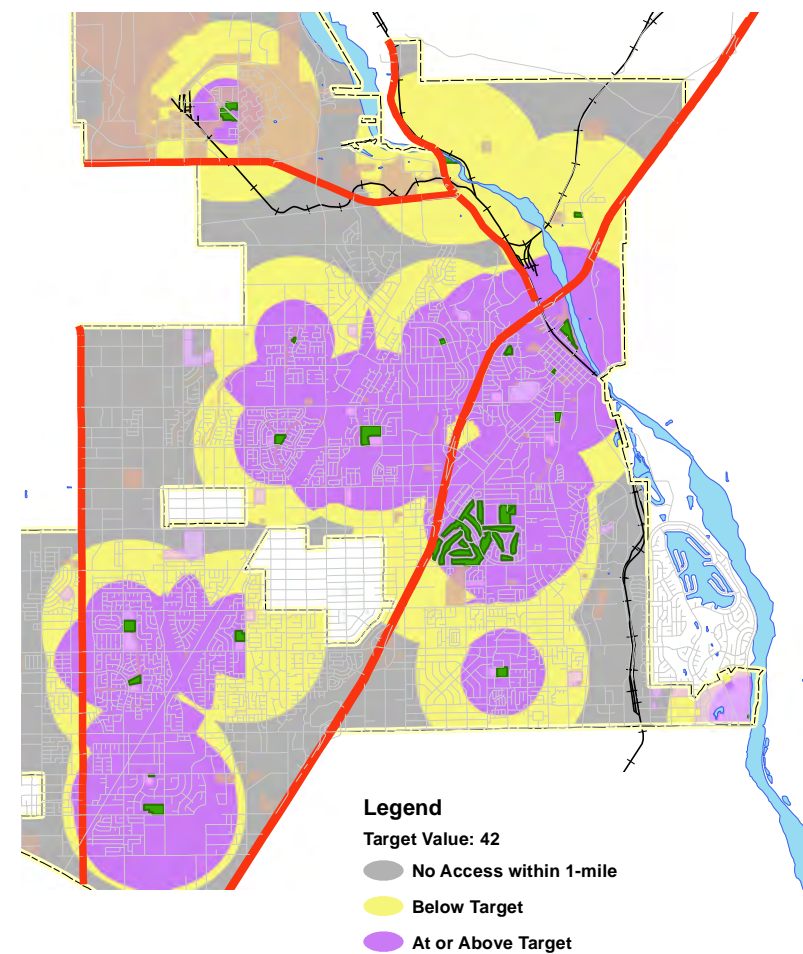 Legend
Target Value: 42
No Access within 1-mile
Below Target
At or Above Target